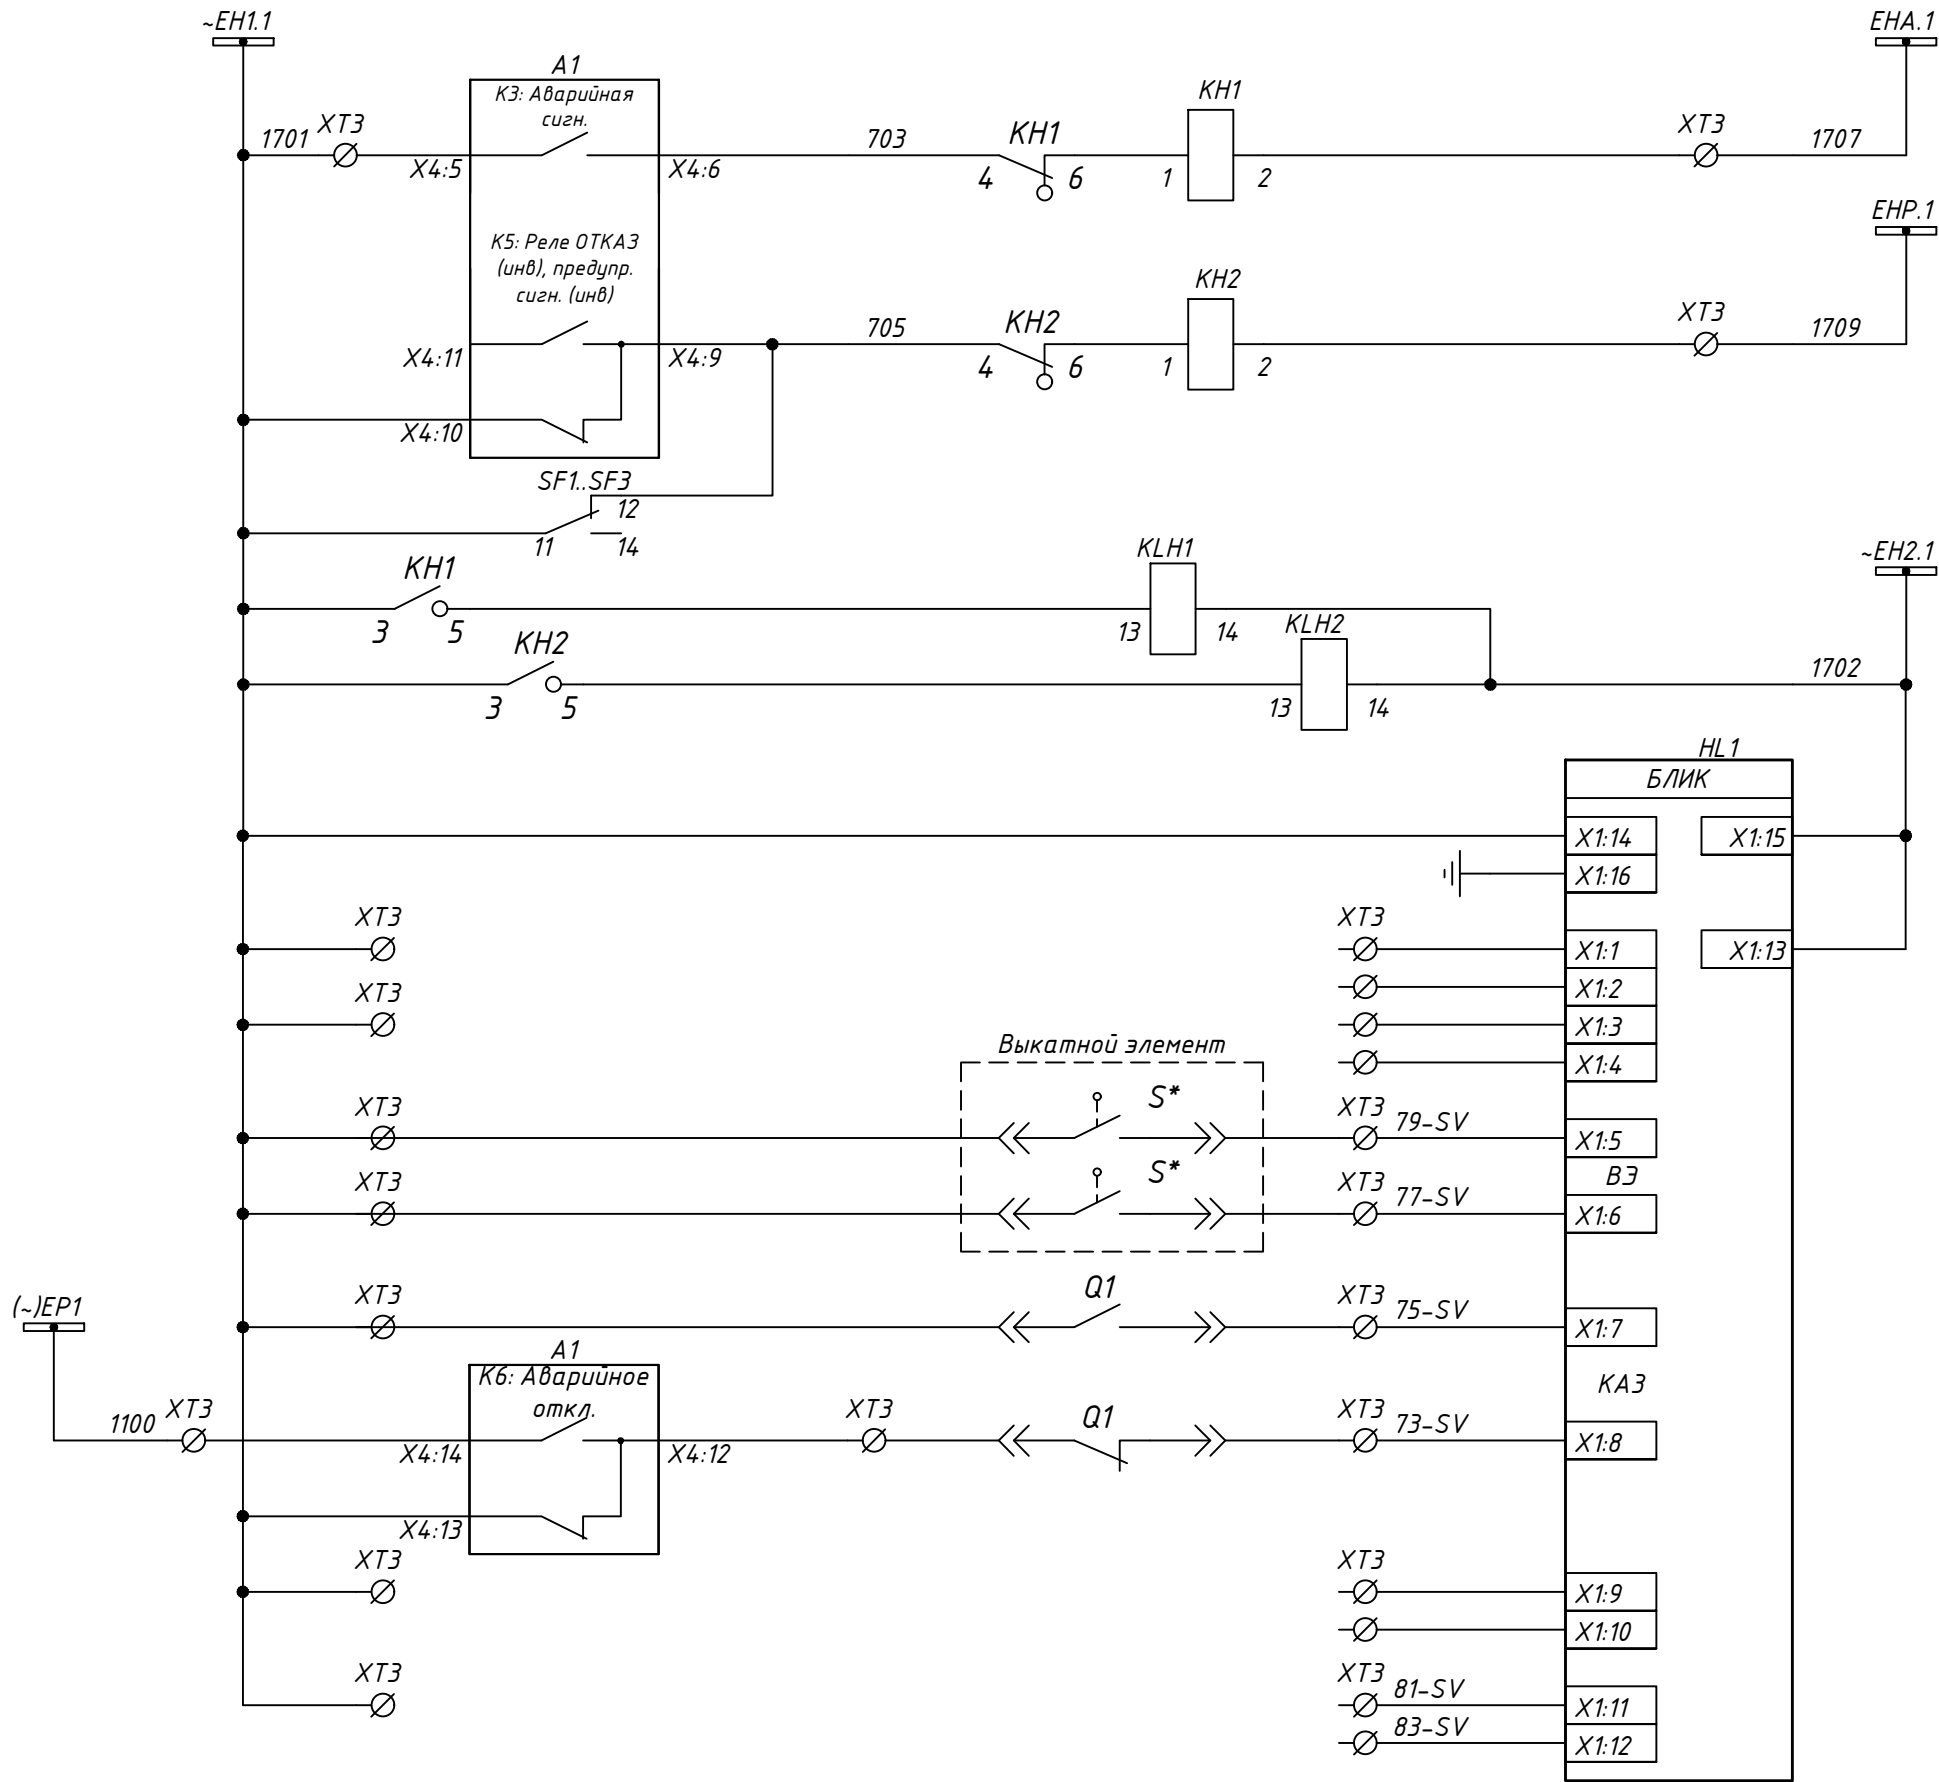 ~EH1.1
EHA.1
A1
К3: Аварийная
сигн.
KH1
1701
XT3
703
KH1
XT3
1707
X4:5
X4:6
4
6
1
2
EHP.1
К5: Реле ОТКАЗ
(инв), предупр.
сигн. (инв)
KH2
705
KH2
XT3
1709
X4:11
X4:9
4
6
1
2
X4:10
SF1..SF3
12
11
14
KLH1
~EH2.1
KH1
3
5
13
14
KLH2
KH2
1702
3
5
13
14
HL1
БЛИК
X1:14
X1:15
X1:16
XT3
XT3
X1:1
X1:13
X1:2
XT3
X1:3
Выкатной элемент
X1:4
XT3
S*
XT3
79-SV
X1:5
XT3
S*
XT3
77-SV
ВЭ
X1:6
(~)EP1
XT3
Q1
XT3
75-SV
X1:7
A1
К6: Аварийное
откл.
КАЗ
1100
XT3
XT3
Q1
XT3
73-SV
X4:14
X4:12
X1:8
X4:13
XT3
XT3
X1:9
X1:10
XT3
XT3
81-SV
X1:11
83-SV
X1:12